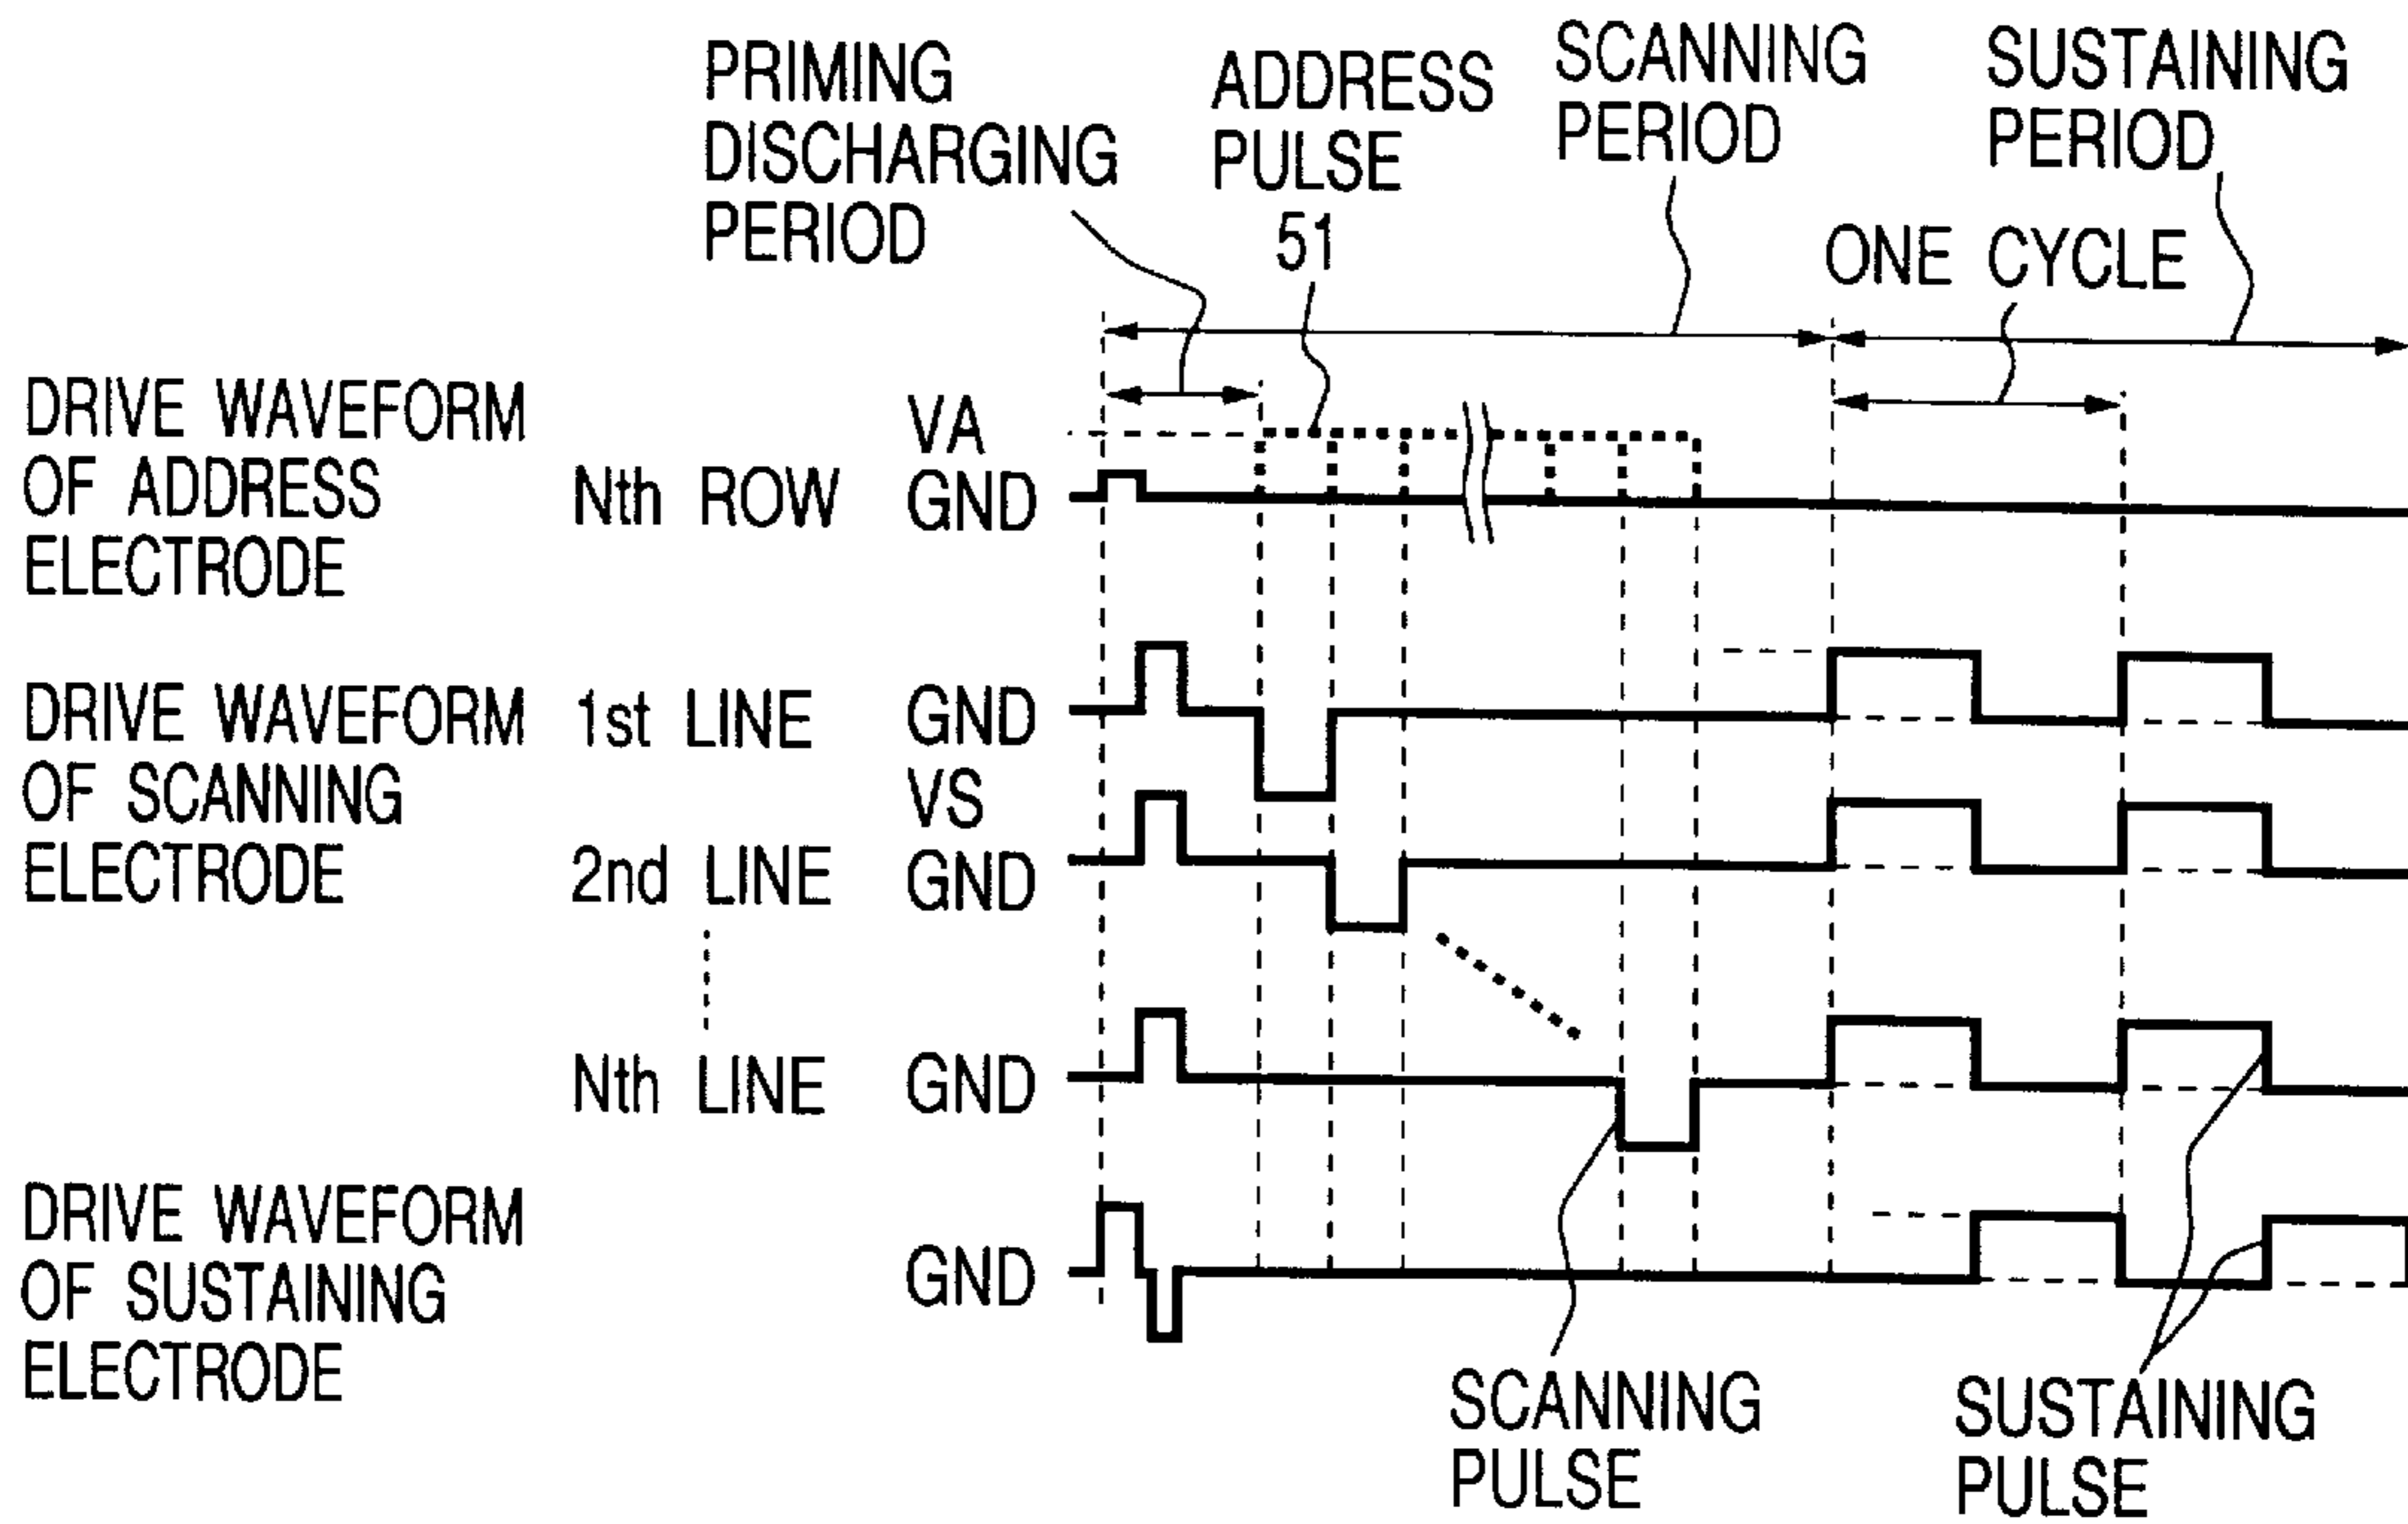 PRIMING
DISCHARGING
PERIOD
ADDRESS
PULSE
51
SCANNING
PERIOD
SUSTAINING
PERIOD
ONE CYCLE
DRIVE WAVEFORM
OF ADDRESS
ELECTRODE
Nth ROW
VA
GND
DRIVE WAVEFORM
OF SCANNING
ELECTRODE
1st LINE
GND
VS
2nd LINE
GND
Nth LINE
GND
DRIVE WAVEFORM
OF SUSTAINING
ELECTRODE
GND
SCANNING
PULSE
SUSTAINING
PULSE